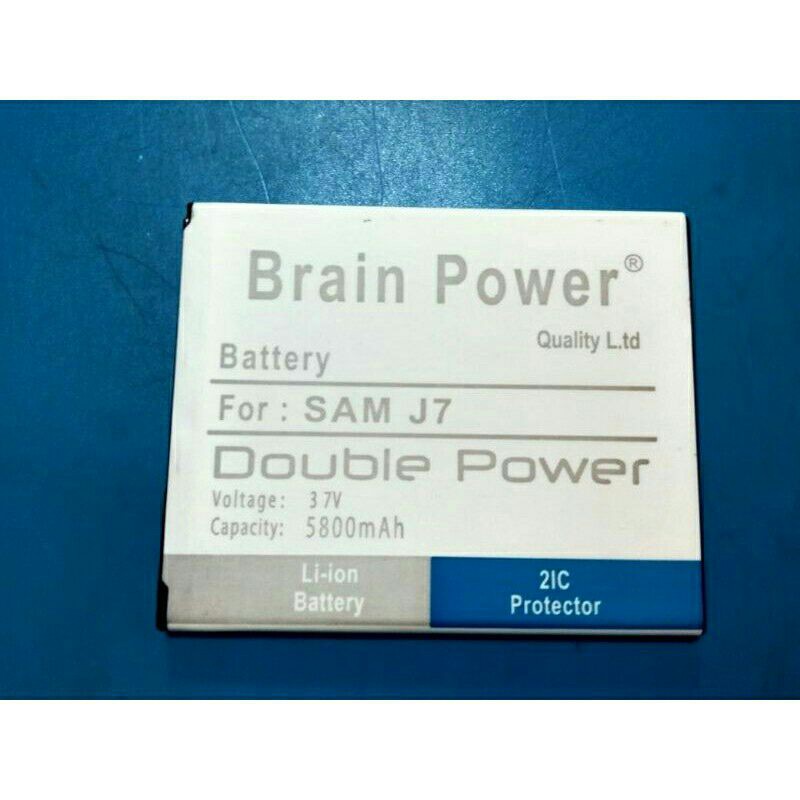 Brain Power®
Quality L.td
Battery
For : SAM J7
Double Power
Voltage: 3 7V
Capacity: 5800mAh
Li-ion
Battery
2IC
Protector